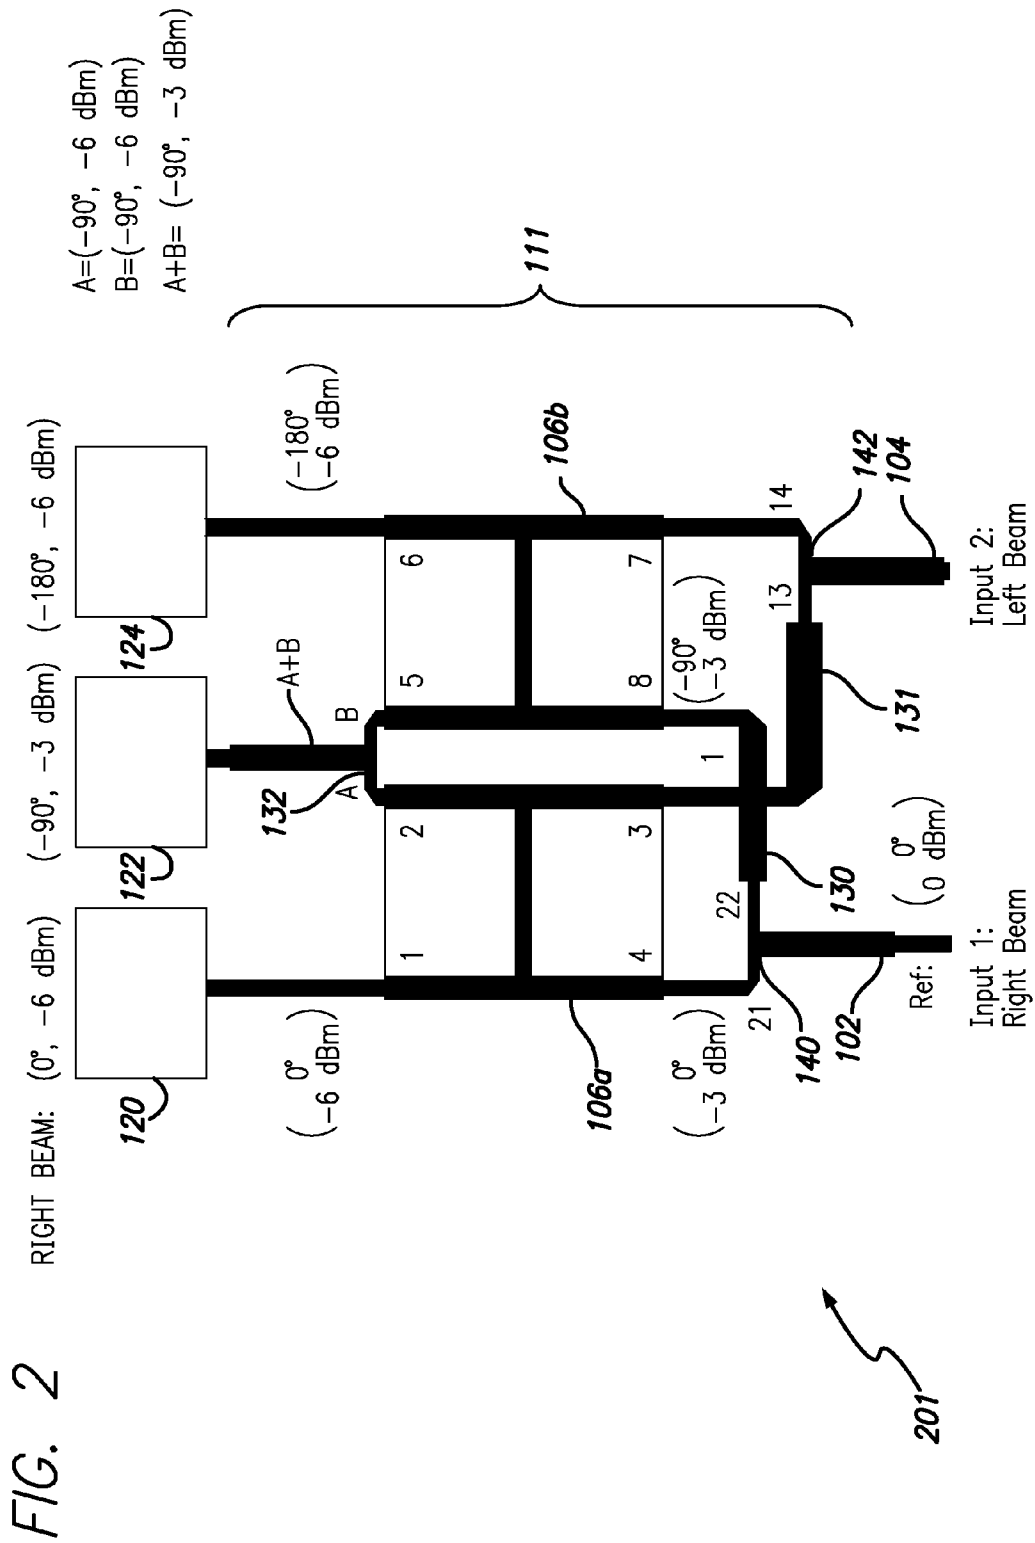 FIG. 2
RIGHT BEAM:
(0°, -6 dBm)
(-90°, -3 dBm)
(-180°, -6 dBm)
A=(-90°, -6 dBm)
B=(-90°, -6 dBm)
A+B= (-90°, -3 dBm)
120
122
124
A+B
132
A
B
(0°
-6 dBm)
(-180°
-6 dBm)
111
1
2
5
6
4
3
8
7
106a
106b
(0°
-3 dBm)
(-90°
-3 dBm)
1
21
22
13
14
140
102
130
131
142
104
Ref:
(0°
0 dBm)
Input 1:
Right Beam
Input 2:
Left Beam
201